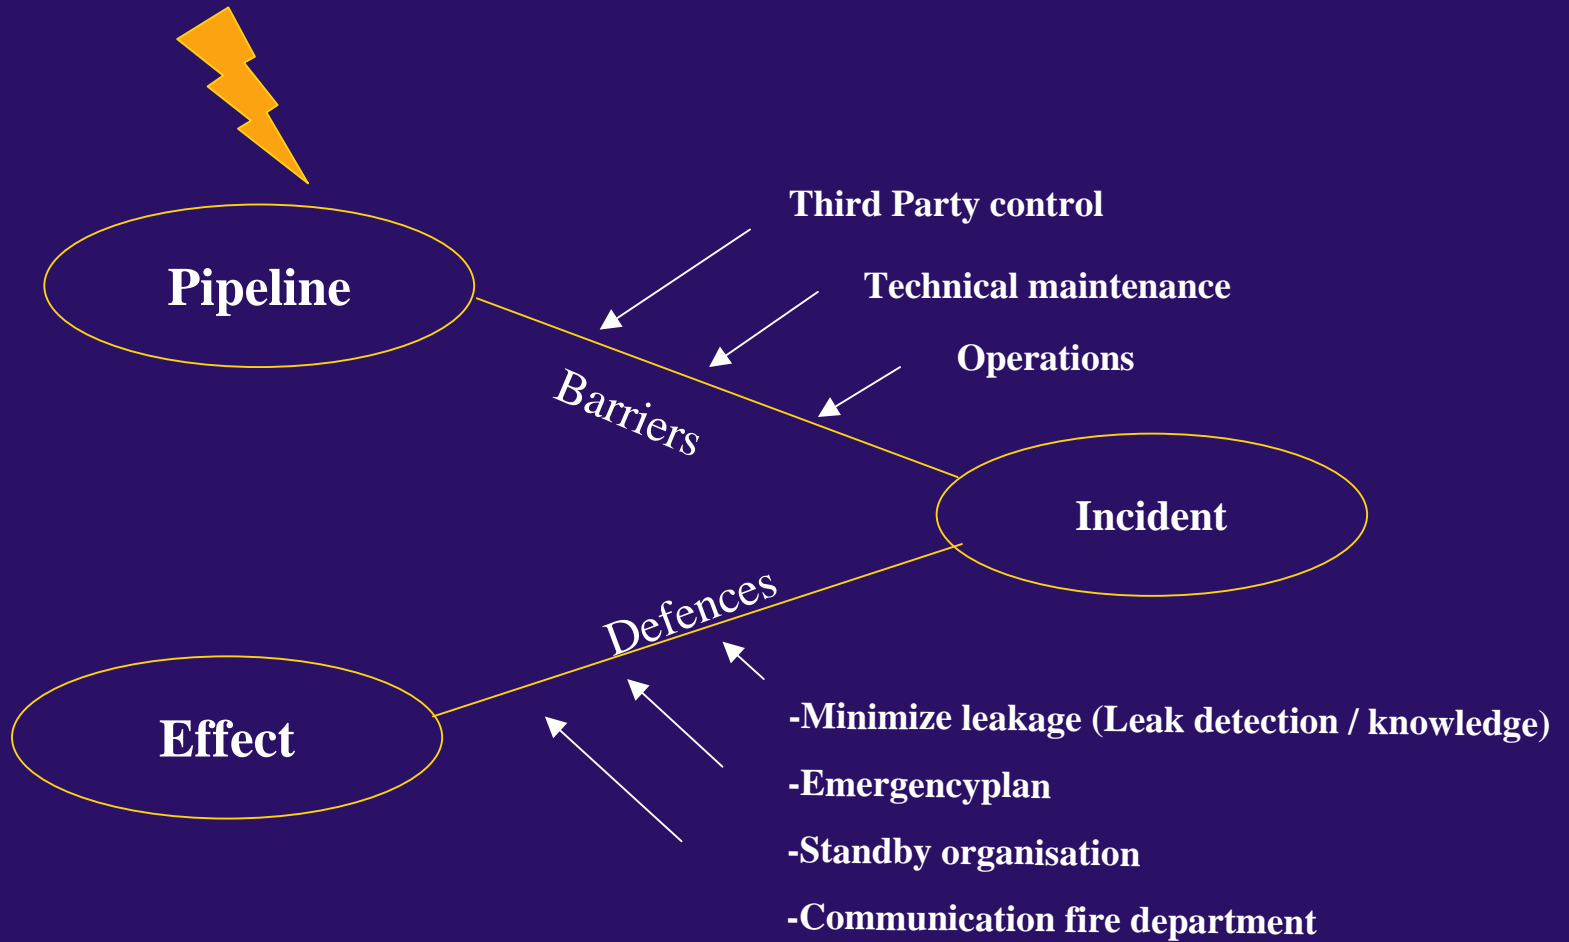 Third Party control
Pipeline
Technical maintenance
Operations
Barriers
Incident
Defences
Effect
-Minimize leakage (Leak detection / knowledge)
-Emergencyplan
-Standby organisation
-Communication fire department